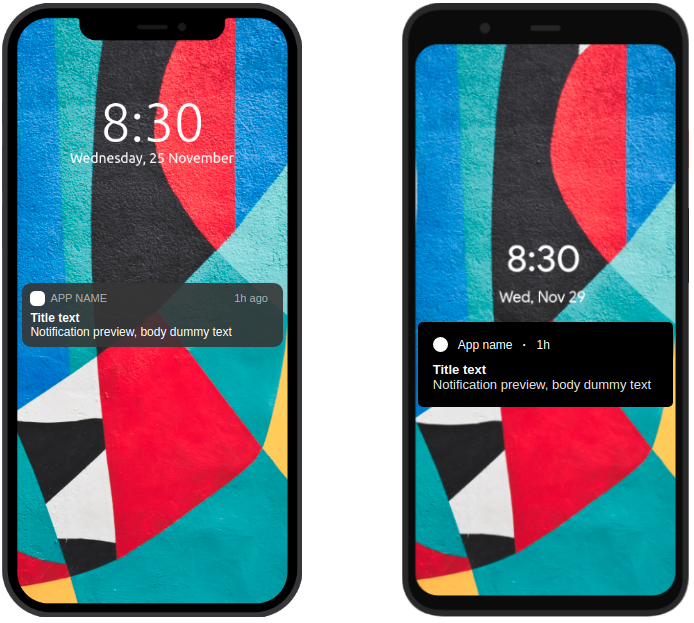 8:30
Wednesday, 25 November
APP NAME 1h ago
Title text
Notification preview, body dummy text
8:30
Wed, Nov 29
App name · 1h
Title text
Notification preview, body dummy text